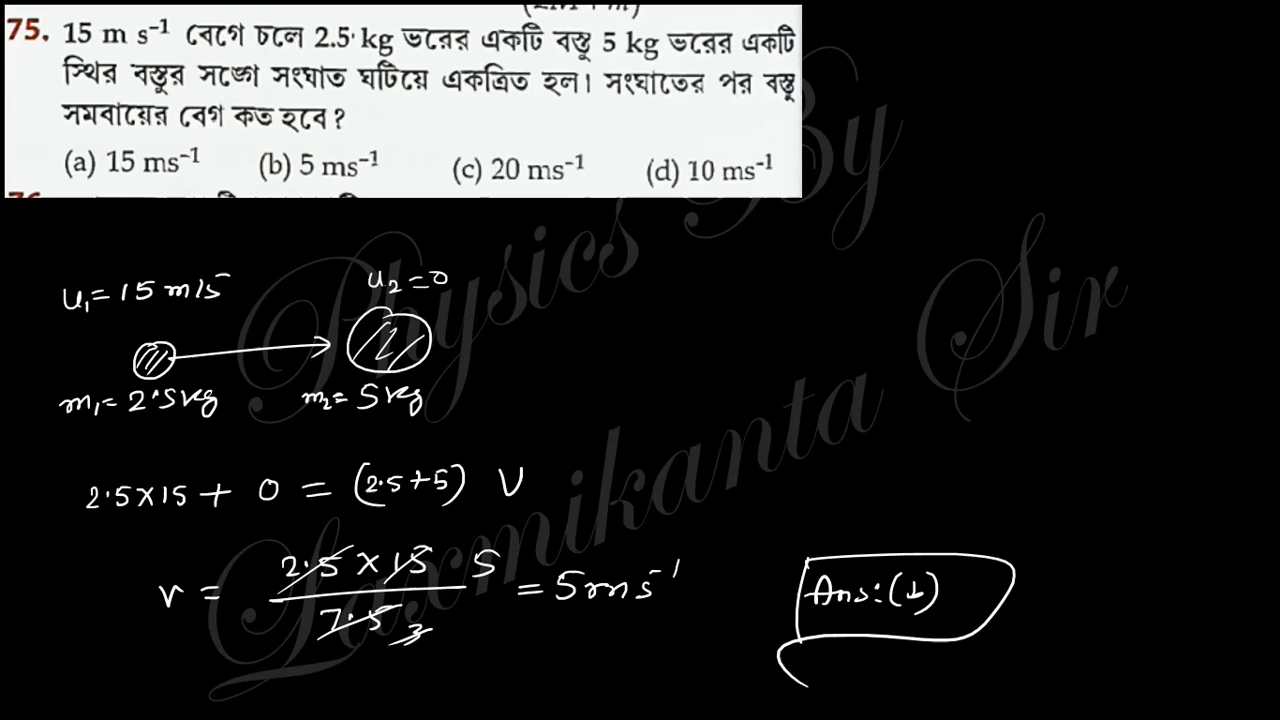 75. 15 m s⁻¹ বেগে চলে 2.5 kg ভরের একটি বস্তু 5 kg ভরের একটি
স্থির বস্তুর সঙ্গে সংঘাত ঘটিয়ে একত্রিত হল। সংঘাতের পর বস্তু
সমবায়ের বেগ কত হবে?
(a) 15 ms⁻¹ (b) 5 ms⁻¹ (c) 20 ms⁻¹ (d) 10 ms⁻¹
u₁ = 15 m/s u₂ = 0
m₁ = 2.5 kg m₂ = 5 kg
2.5×15 + 0 = (2.5+5) V
v = 2.5 × 15 5 = 5 ms⁻¹
7.5 3
Ans: (b)
Physics By
Laxmikanta Sir